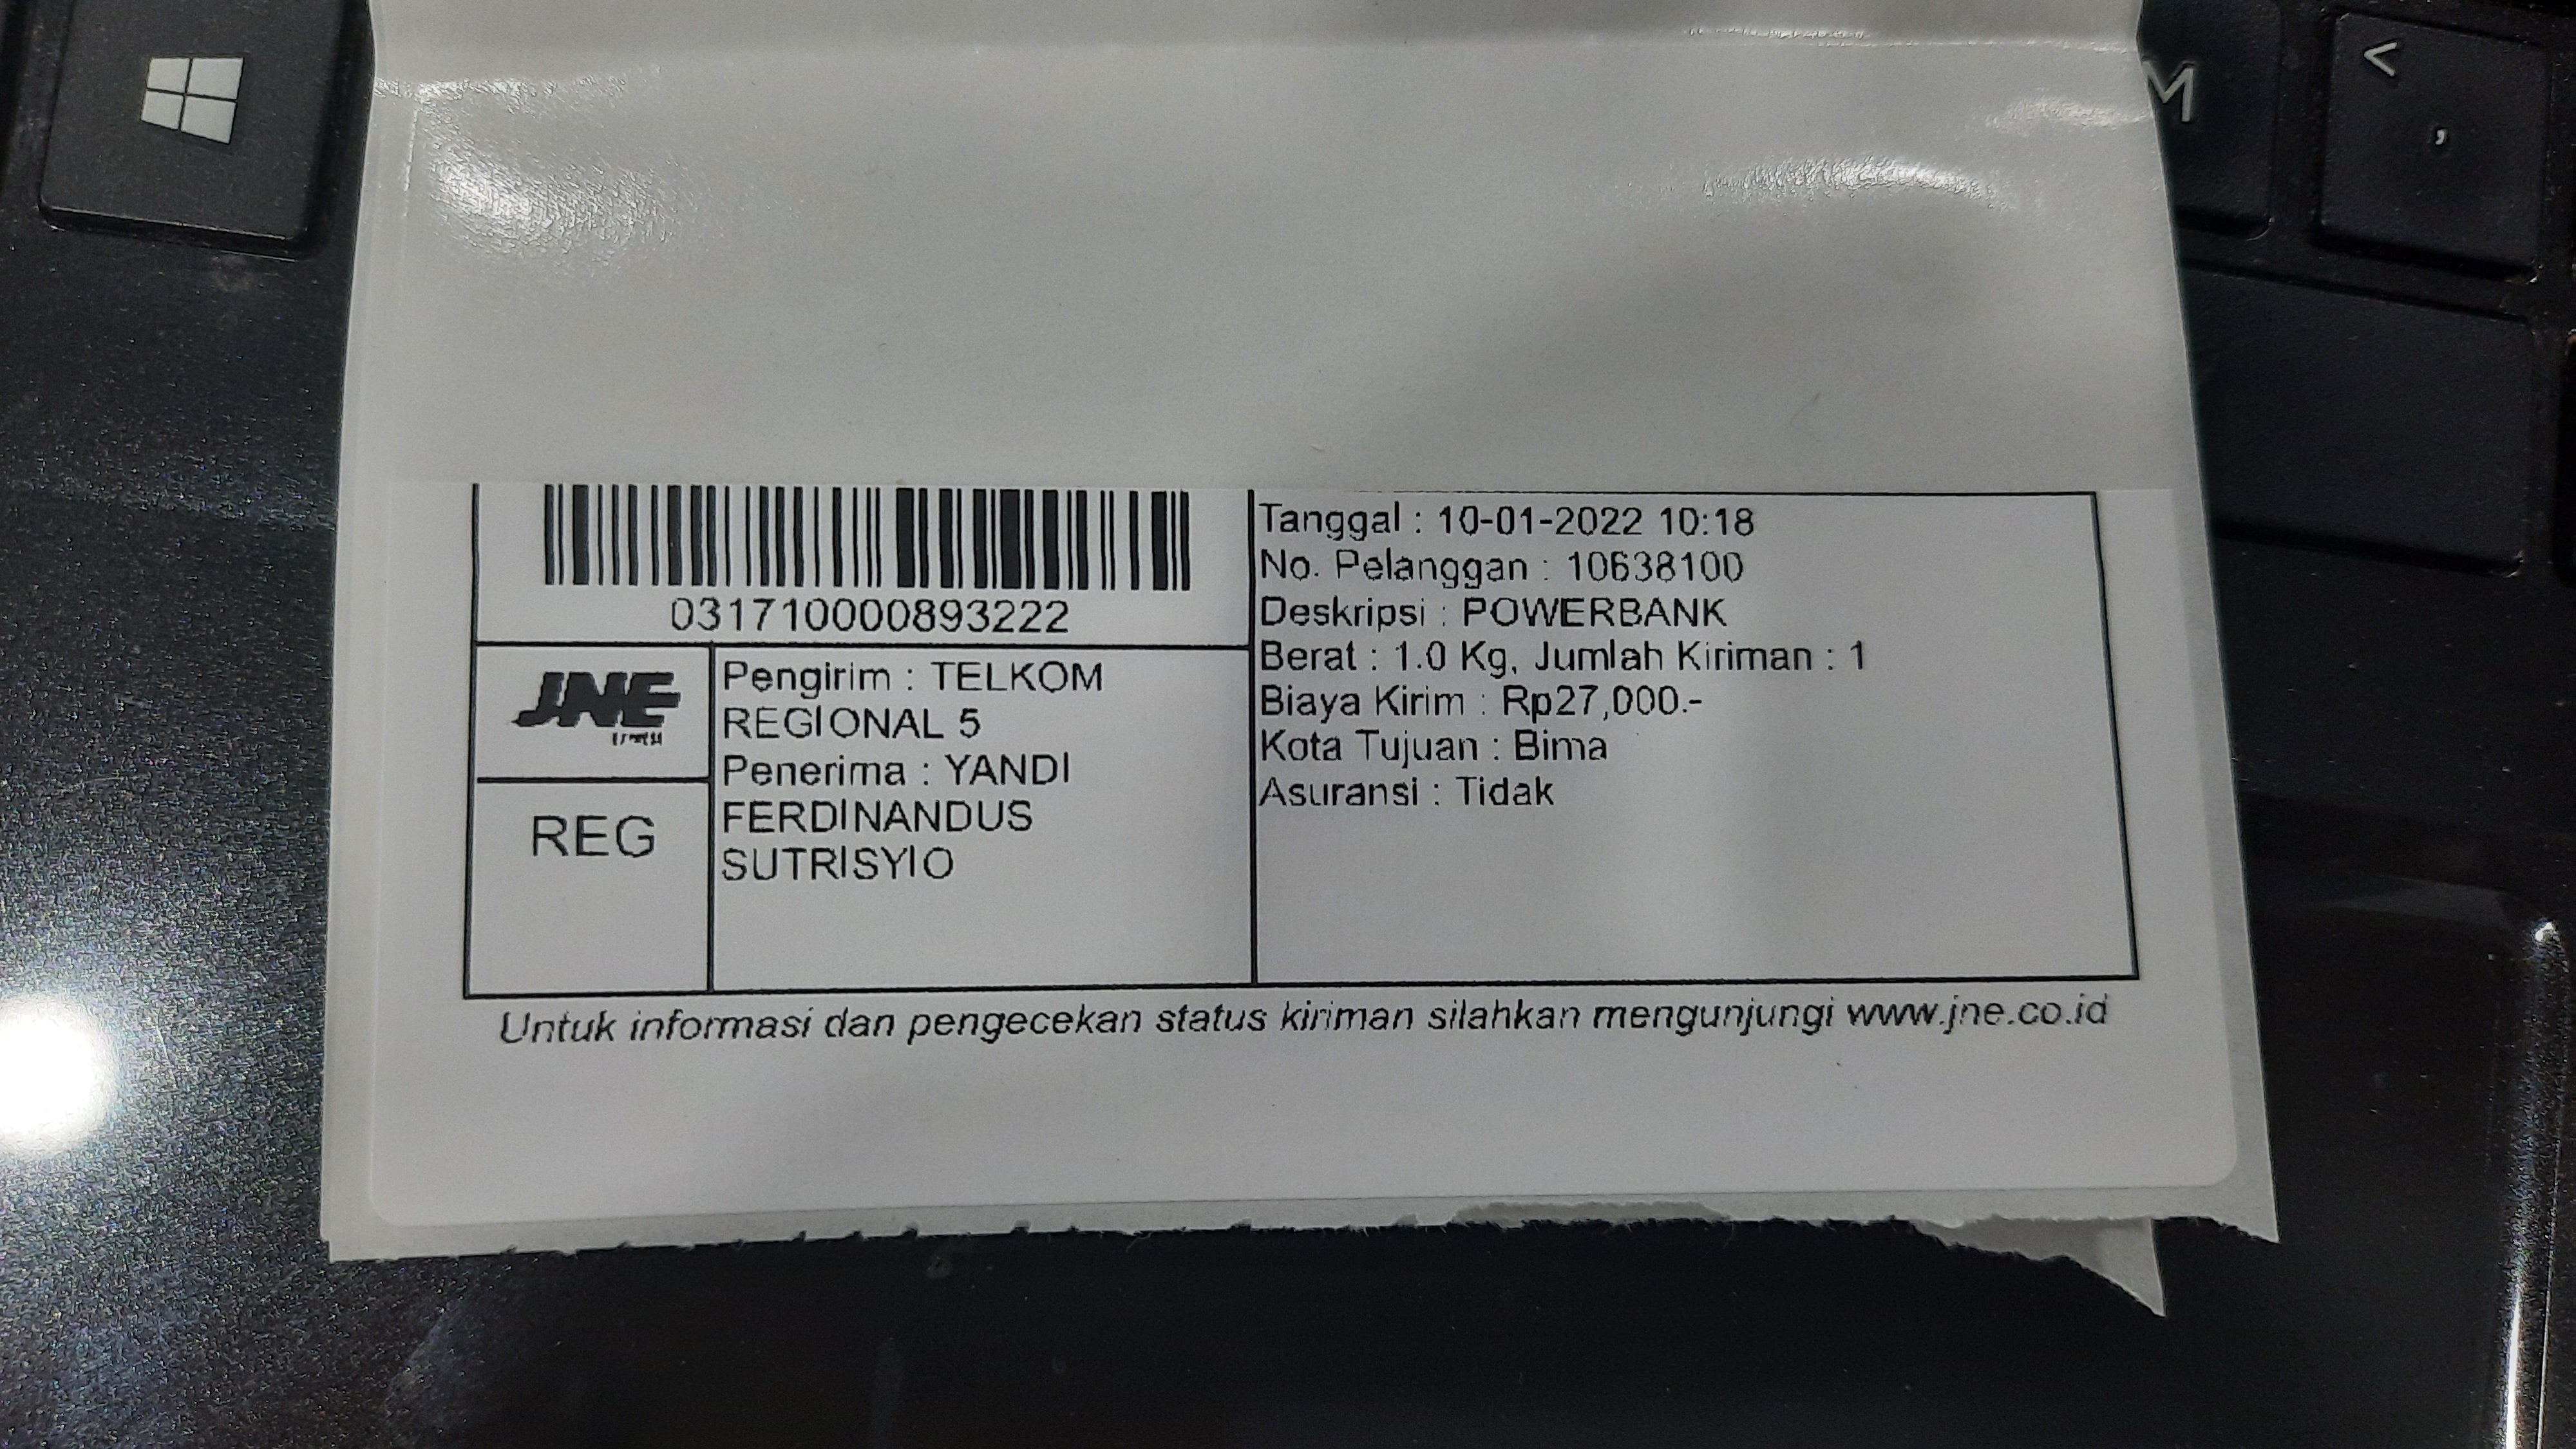 0317100000893222
JNE
REG
Pengirim : TELKOM
REGIONAL 5
Penerima : YANDI
FERDINANDUS
SUTRISYIO
Tanggal : 10-01-2022 10:18
No. Pelanggan : 10638100
Deskripsi : POWERBANK
Berat : 1.0 Kg, Jumlah Kiriman : 1
Biaya Kirim : Rp27,000.-
Kota Tujuan : Bima
Asuransi : Tidak
Untuk informasi dan pengecekan status kiriman silahkan mengunjungi www.jne.co.id
M
<
,